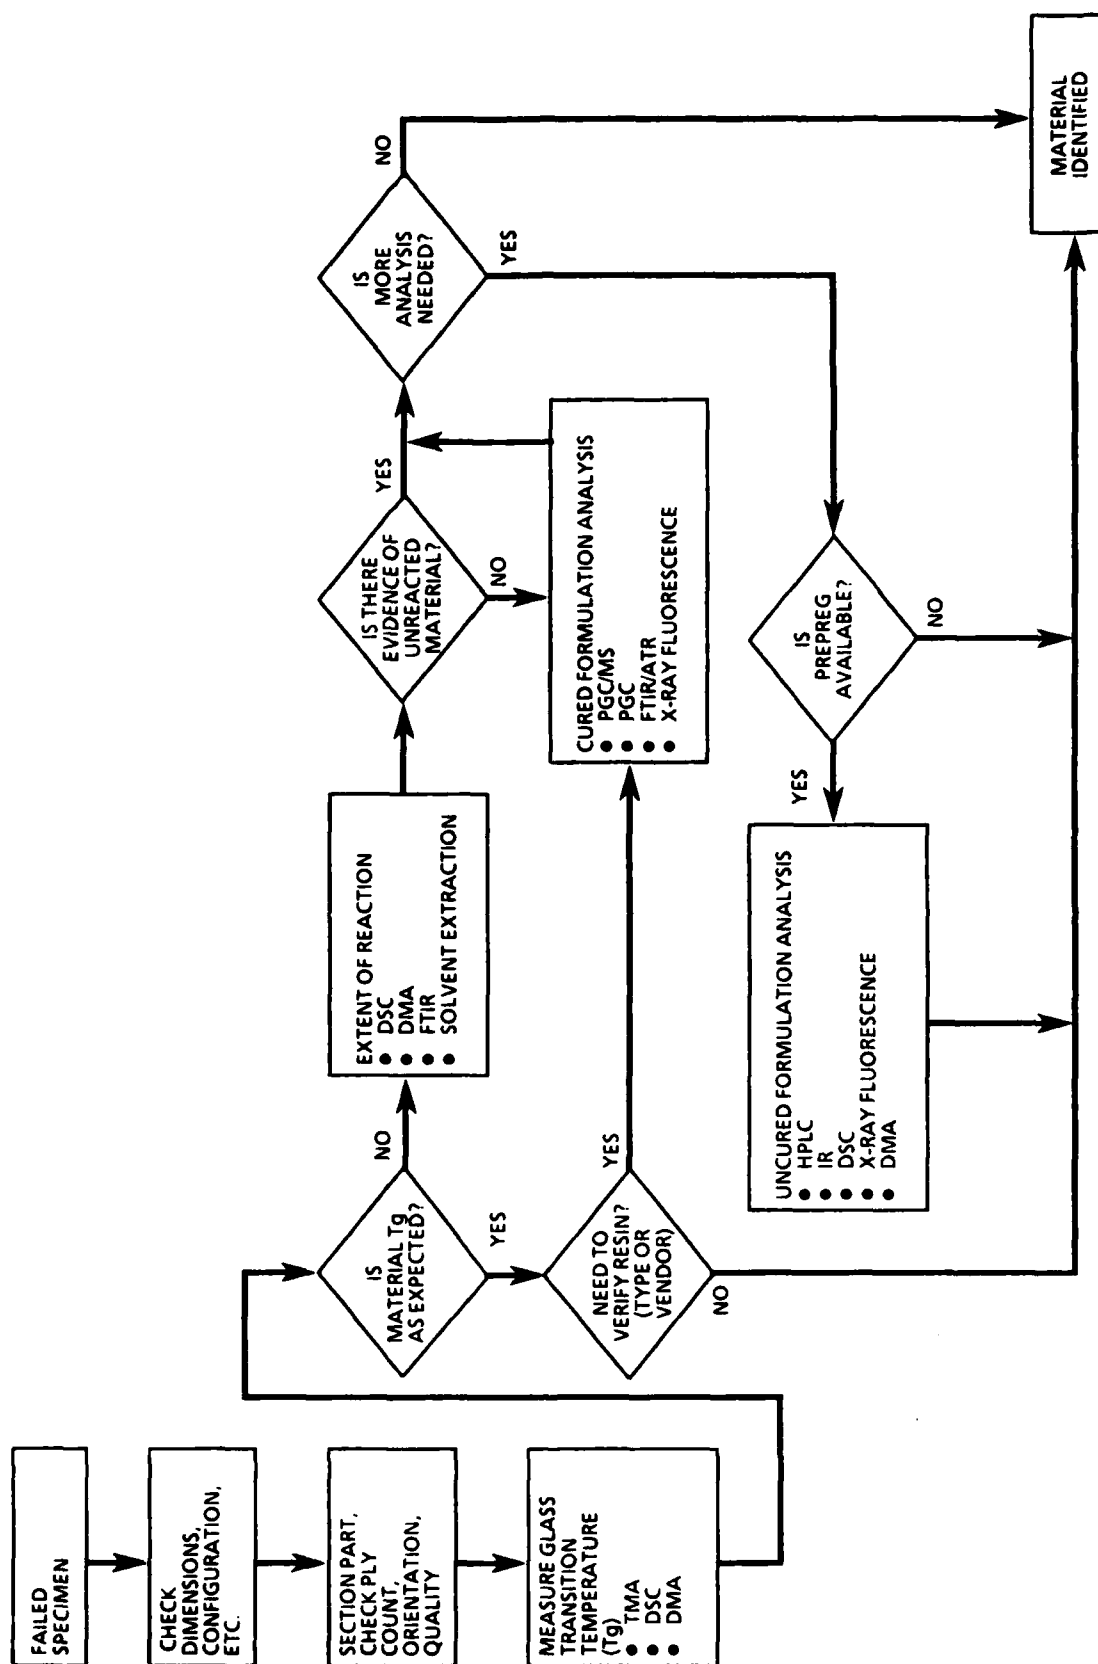 FAILED
SPECIMEN
CHECK
DIMENSIONS,
CONFIGURATION,
ETC.
SECTION PART,
CHECK PLY
COUNT,
ORIENTATION,
QUALITY
MEASURE GLASS
TRANSITION
TEMPERATURE
(Tg)
● TMA
● DSC
● DMA
IS
MATERIAL Tg
AS EXPECTED?
NO
YES
NEED TO
VERIFY RESIN?
(TYPE OR
VENDOR)
YES
NO
EXTENT OF REACTION
● DSC
● DMA
● FTIR
● SOLVENT EXTRACTION
IS THERE
EVIDENCE OF
UNREACTED
MATERIAL?
YES
NO
CURED FORMULATION ANALYSIS
● PGC/MS
● PGC
● FTIR/ATR
● X-RAY FLUORESCENCE
IS
MORE
ANALYSIS
NEEDED?
NO
YES
IS
PREPREG
AVAILABLE?
YES
NO
UNCURED FORMULATION ANALYSIS
● HPLC
● IR
● DSC
● X-RAY FLUORESCENCE
● DMA
MATERIAL
IDENTIFIED